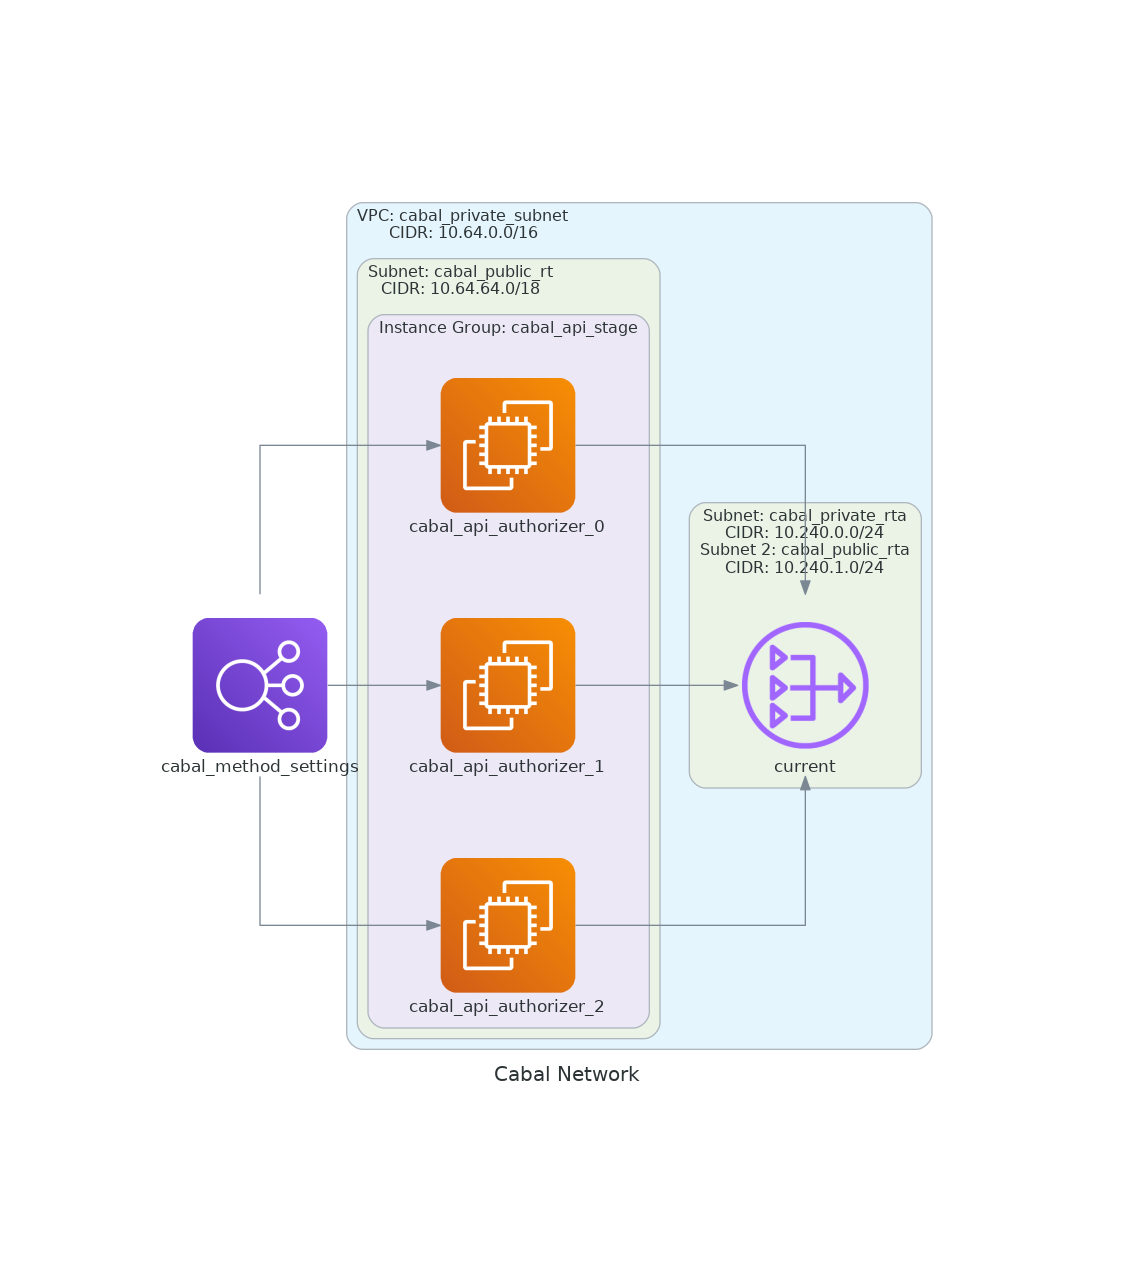 VPC: cabal_private_subnet
CIDR: 10.64.0.0/16
Subnet: cabal_public_rt
CIDR: 10.64.64.0/18
Instance Group: cabal_api_stage
cabal_api_authorizer_0
Subnet: cabal_private_rta
CIDR: 10.240.0.0/24
Subnet 2: cabal_public_rta
CIDR: 10.240.1.0/24
cabal_method_settings
cabal_api_authorizer_1
current
cabal_api_authorizer_2
Cabal Network